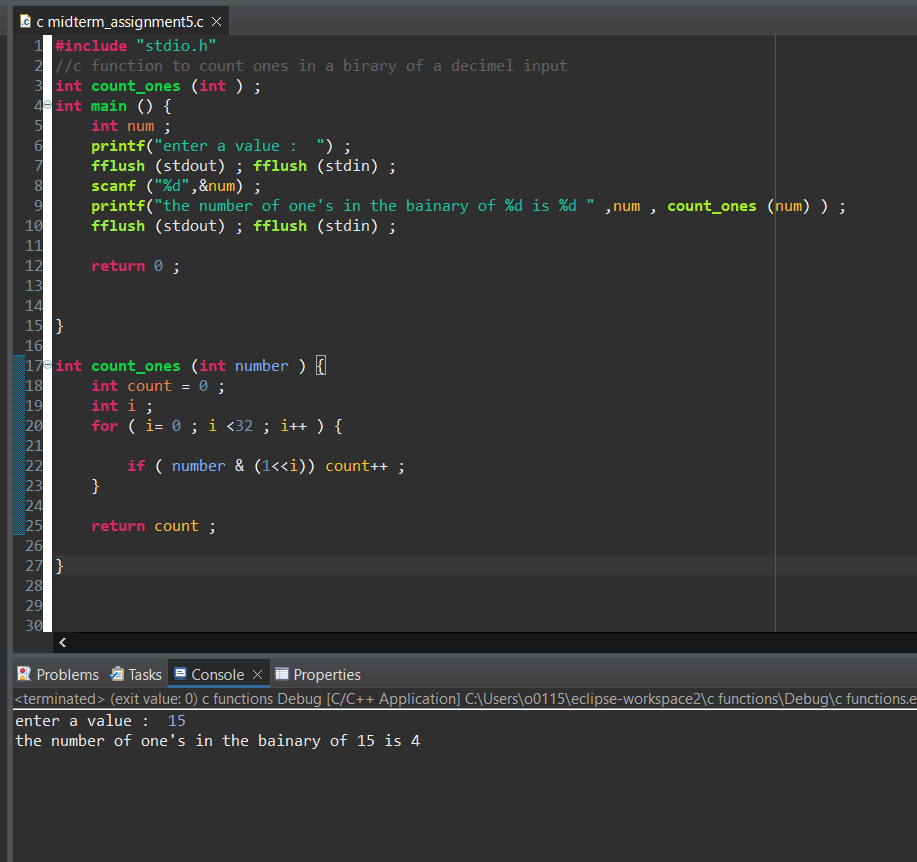 c midterm_assignment5.c
1 #include "stdio.h"
2 //c function to count ones in a birary of a decimel input
3 int count_ones (int ) ;
4 int main () {
5 int num ;
6 printf("enter a value :  ") ;
7 fflush (stdout) ; fflush (stdin) ;
8 scanf ("%d",&num) ;
9 printf("the number of one's in the bainary of %d is %d " ,num , count_ones (num) ) ;
10 fflush (stdout) ; fflush (stdin) ;
11
12 return 0 ;
13
14
15 }
16
17 int count_ones (int number ) {
18 int count = 0 ;
19 int i ;
20 for ( i= 0 ; i <32 ; i++ ) {
21
22 if ( number & (1<<i)) count++ ;
23 }
24
25 return count ;
26
27 }
28
29
30
Problems Tasks Console Properties
<terminated> (exit value: 0) c functions Debug [C/C++ Application] C:\Users\o0115\eclipse-workspace2\c functions\Debug\c functions.e
enter a value :  15
the number of one's in the bainary of 15 is 4